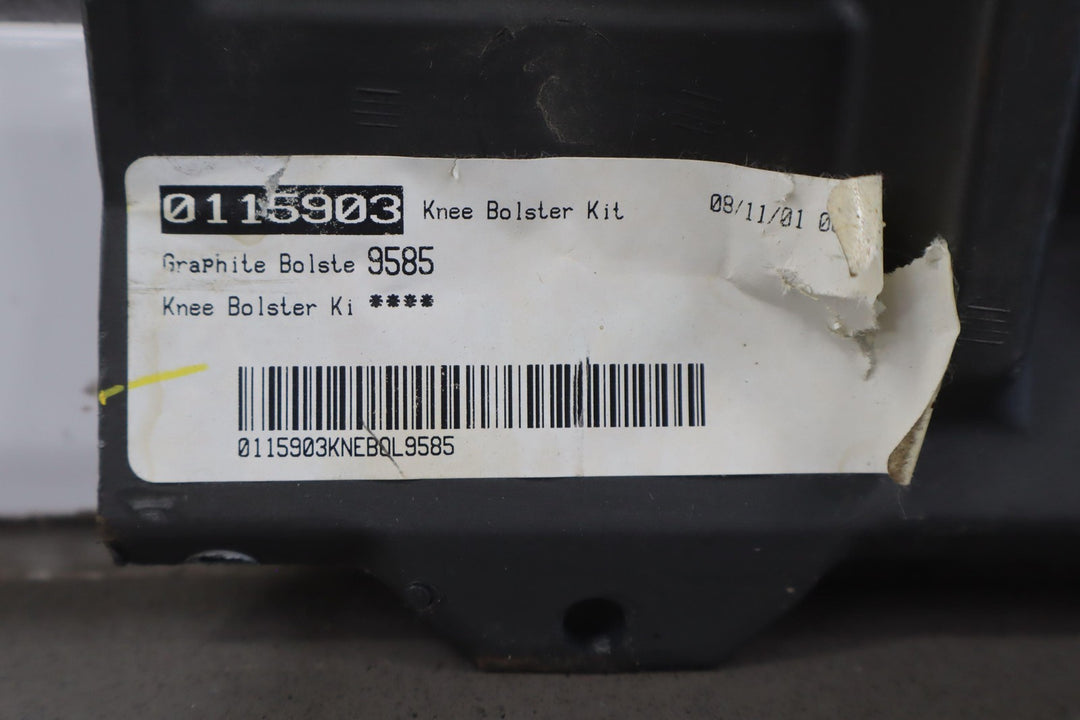 0115903 Knee Bolster Kit 08/11/01
Graphite Bolste 9585
Knee Bolster Ki ****
0115903KNEBOL9585